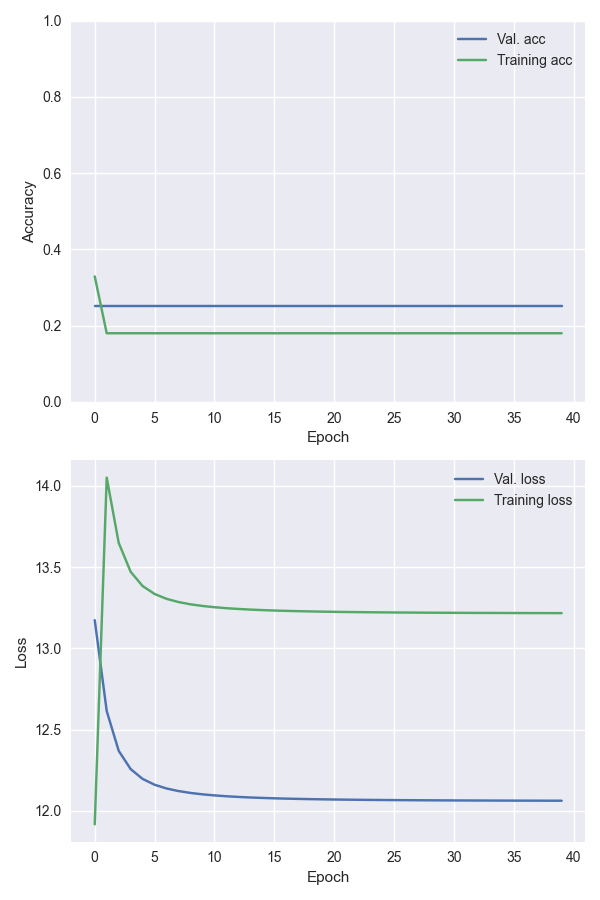 1.0
Val. acc
Training acc
0.8
0.6
0.4
0.2
0.0
Accuracy
0 5 10 15 20 25 30 35 40
Epoch
Val. loss
Training loss
14.0
13.5
13.0
12.5
12.0
Loss
0 5 10 15 20 25 30 35 40
Epoch